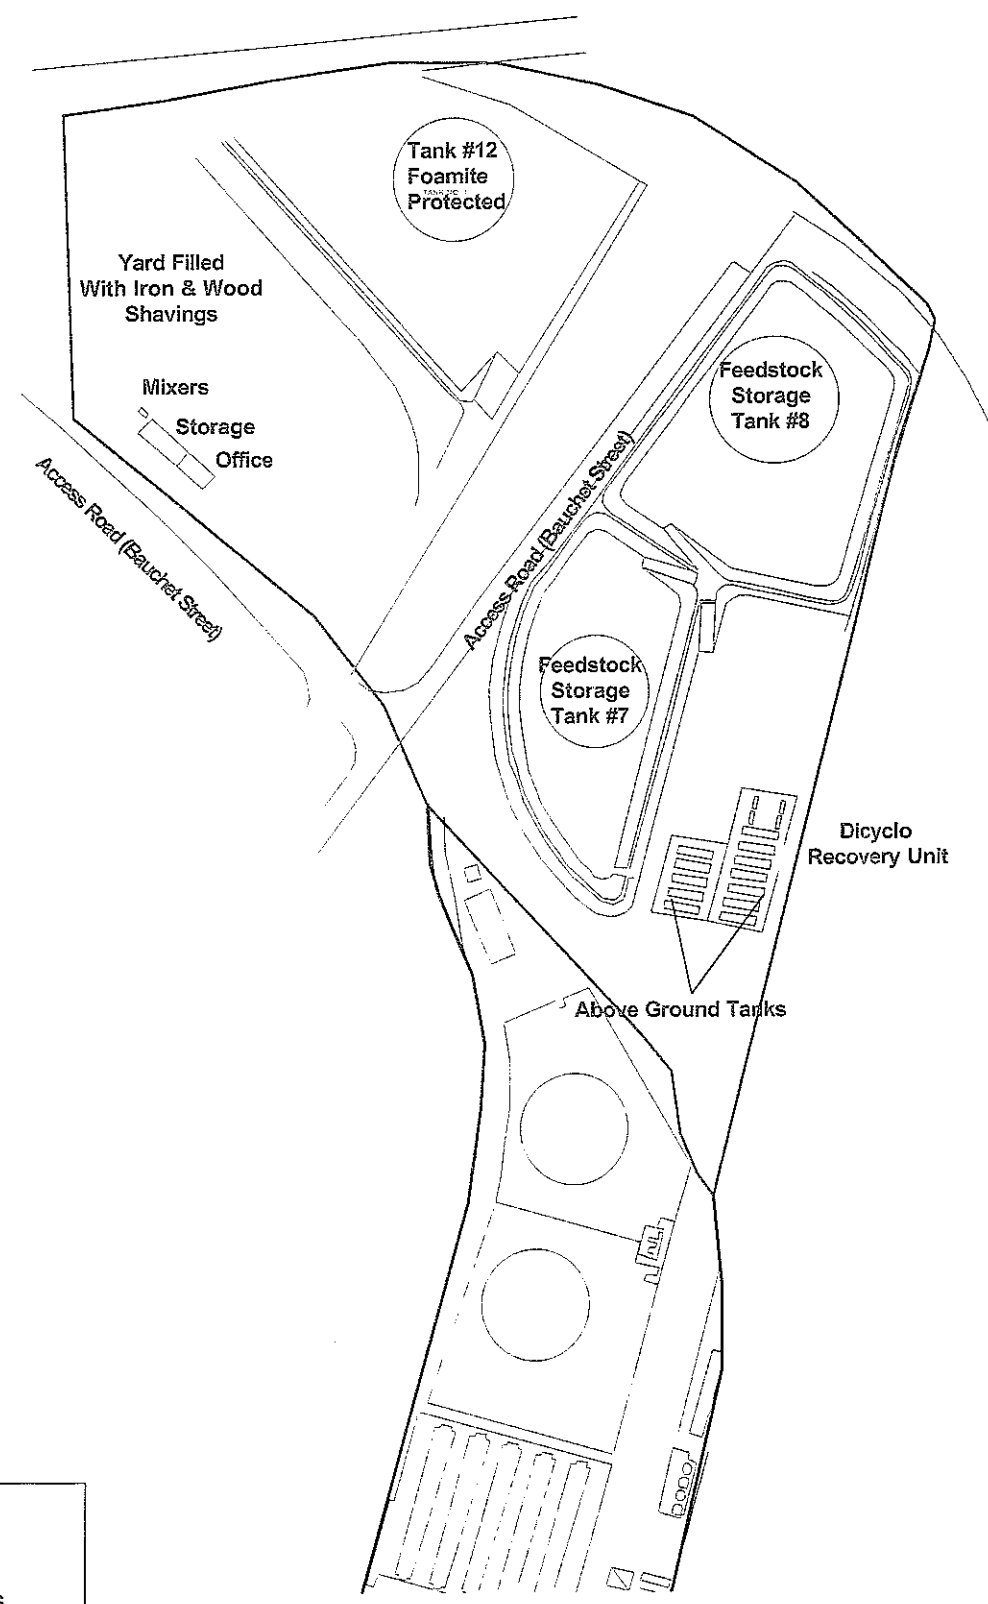 Tank #12
Foamite
Protected
Yard Filled
With Iron & Wood
Shavings
Mixers
Storage
Office
Access Road (Bauchet Street)
Access Road (Bauchet Street)
Feedstock
Storage
Tank #8
Feedstock
Storage
Tank #7
Dicyclo
Recovery Unit
Above Ground Tanks